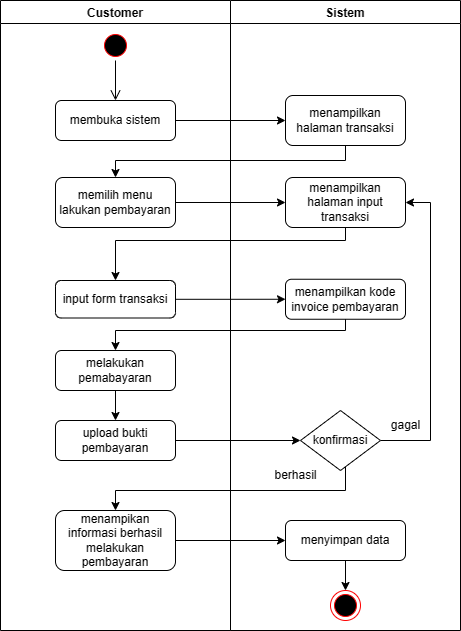 Customer
Sistem
membuka sistem
menampilkan
halaman transaksi
memilih menu
lakukan pembayaran
menampilkan
halaman input
transaksi
input form transaksi
menampilkan kode
invoice pembayaran
melakukan
pemabayaran
upload bukti
pembayaran
konfirmasi
gagal
berhasil
menampikan
informasi berhasil
melakukan
pembayaran
menyimpan data